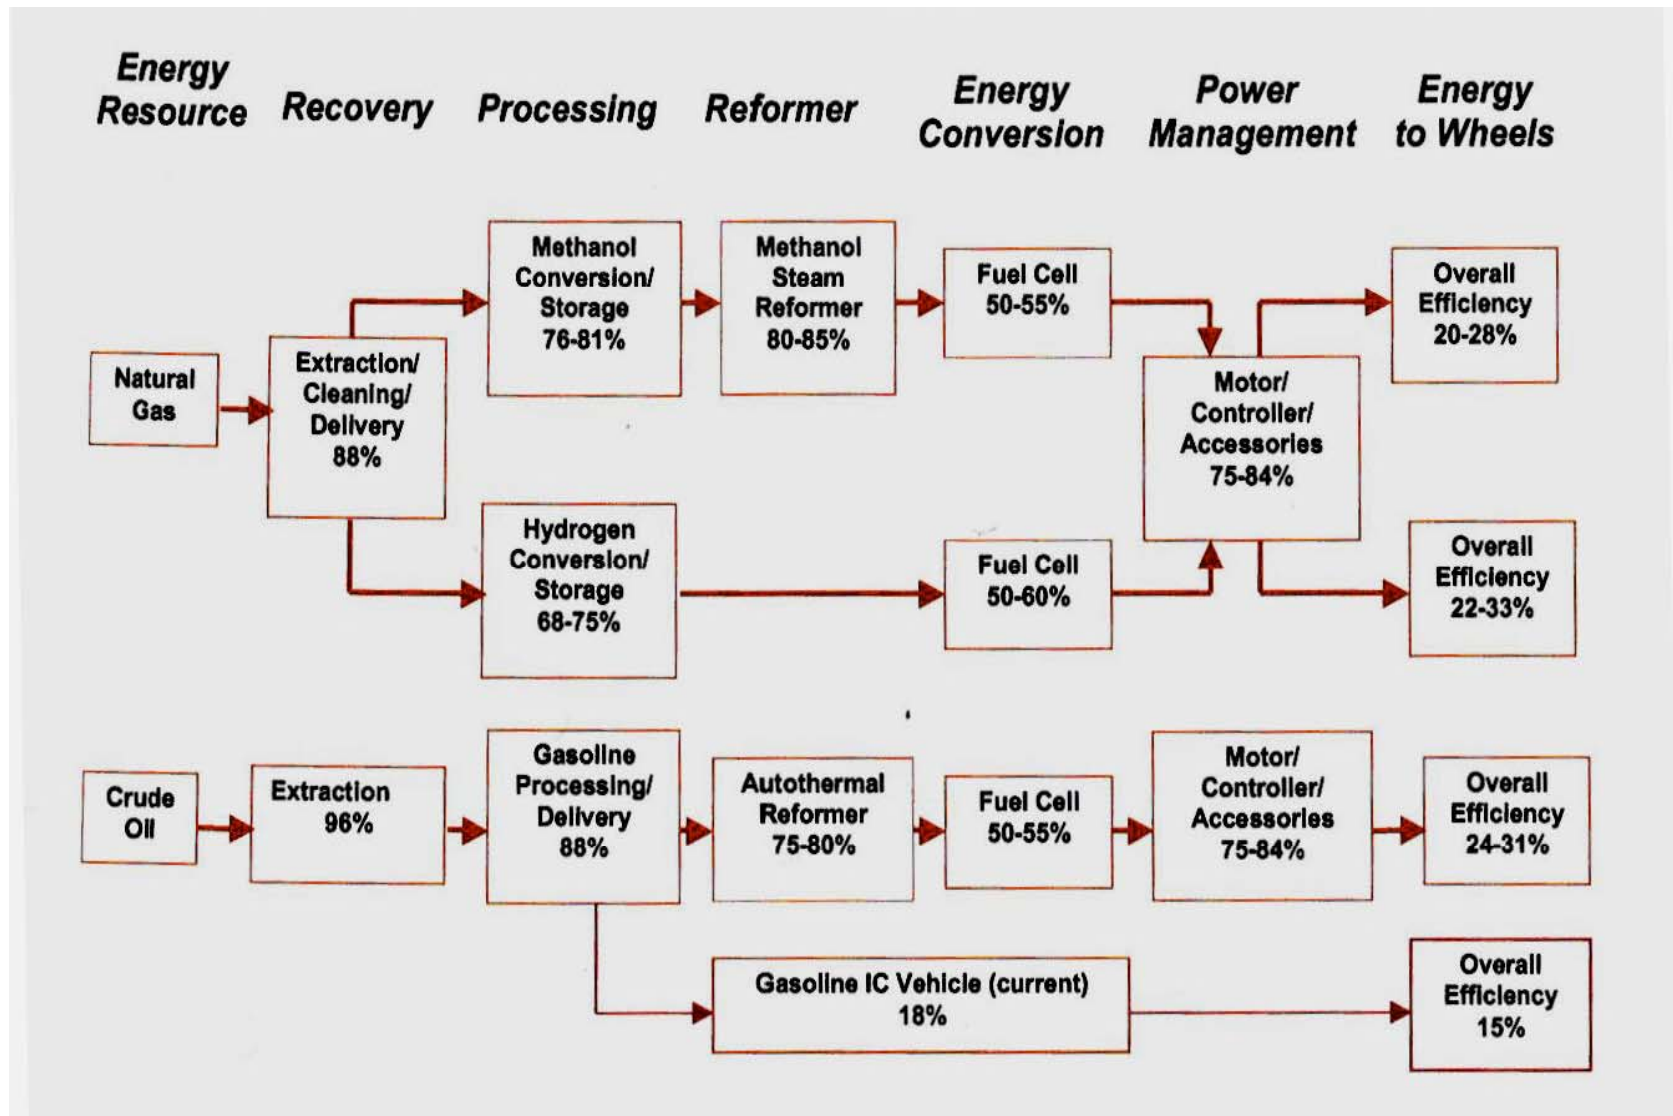 Energy
Resource
Recovery
Processing
Reformer
Energy
Conversion
Power
Management
Energy
to Wheels
Natural
Gas
Extraction/
Cleaning/
Delivery
88%
Methanol
Conversion/
Storage
76-81%
Methanol
Steam
Reformer
80-85%
Fuel Cell
50-55%
Motor/
Controller/
Accessories
75-84%
Overall
Efficiency
20-28%
Hydrogen
Conversion/
Storage
68-75%
Fuel Cell
50-60%
Overall
Efficiency
22-33%
Crude
Oil
Extraction
96%
Gasoline
Processing/
Delivery
88%
Autothermal
Reformer
75-80%
Fuel Cell
50-55%
Motor/
Controller/
Accessories
75-84%
Overall
Efficiency
24-31%
Gasoline IC Vehicle (current)
18%
Overall
Efficiency
15%